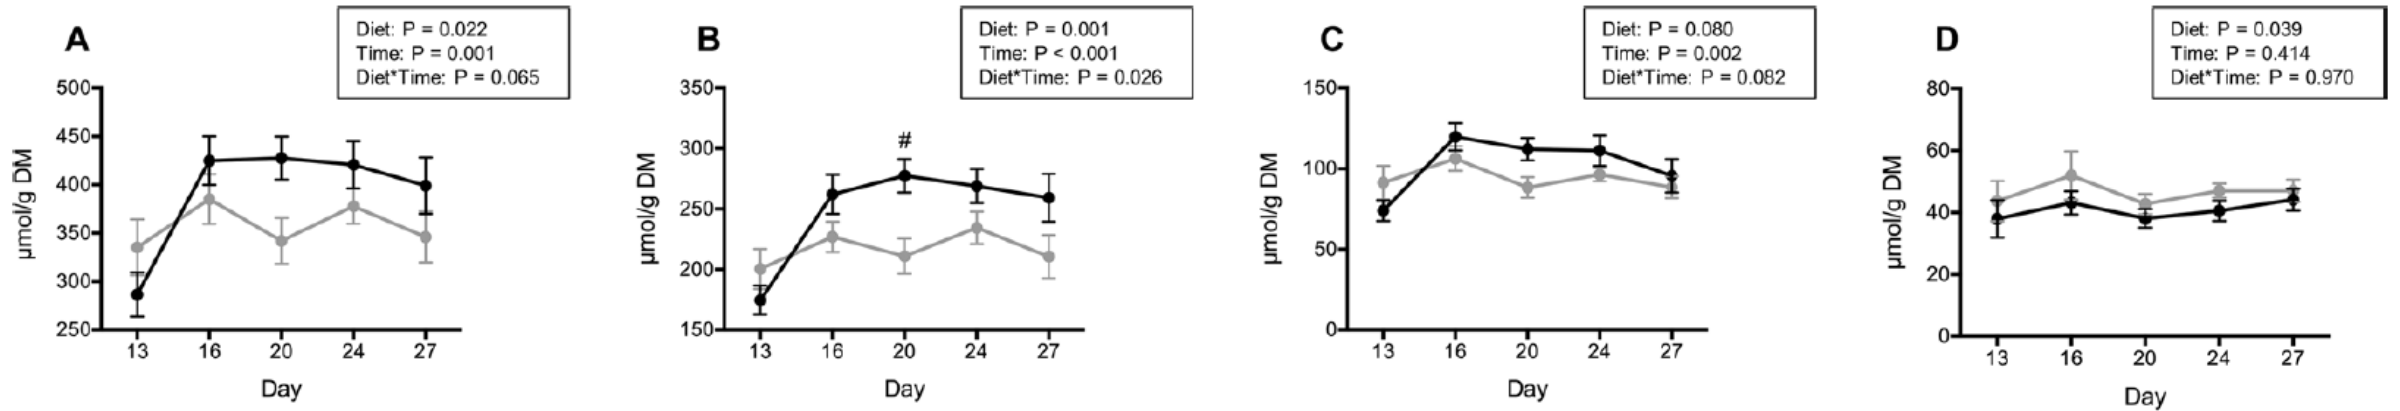 A
Diet: P = 0.022
Time: P = 0.001
Diet*Time: P = 0.065
500
450
400
350
300
250
µmol/g DM
13 16 20 24 27
Day
B
Diet: P = 0.001
Time: P < 0.001
Diet*Time: P = 0.026
350
300
250
200
150
µmol/g DM
#
13 16 20 24 27
Day
C
Diet: P = 0.080
Time: P = 0.002
Diet*Time: P = 0.082
150
100
50
0
µmol/g DM
13 16 20 24 27
Day
D
Diet: P = 0.039
Time: P = 0.414
Diet*Time: P = 0.970
80
60
40
20
0
µmol/g DM
13 16 20 24 27
Day